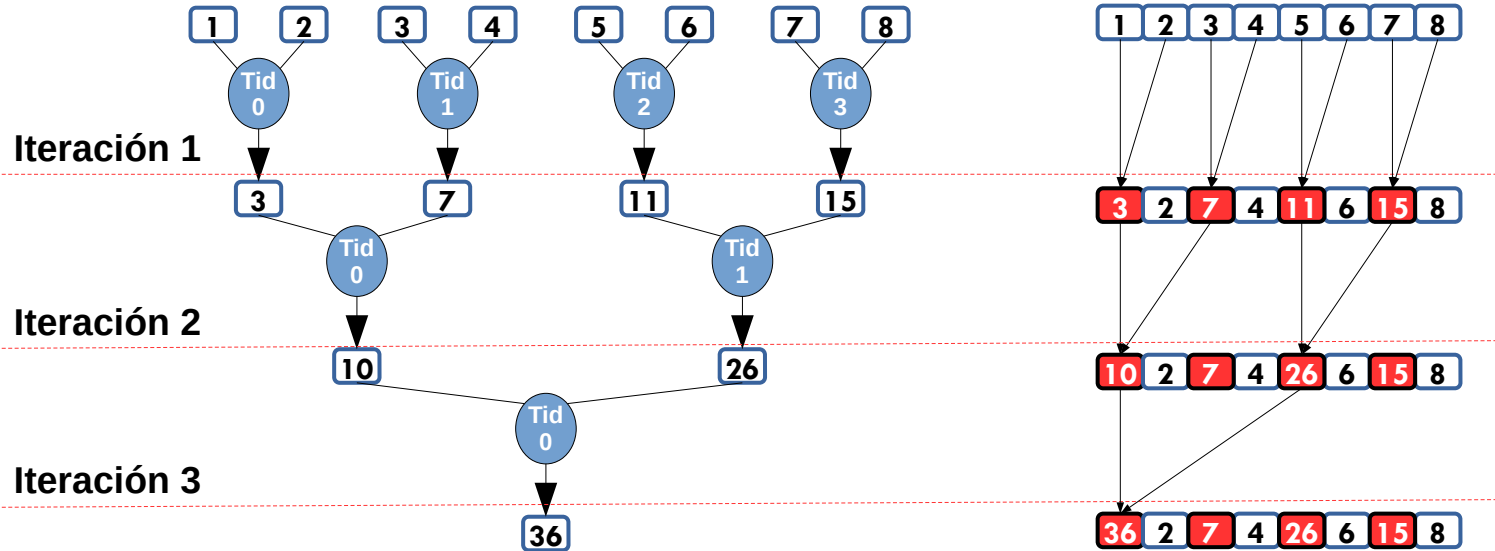 1 2 3 4 5 6 7 8
1 2 3 4 5 6 7 8
Tid 0
Tid 1
Tid 2
Tid 3
Iteración 1
3 7 11 15
3 2 7 4 11 6 15 8
Tid 0
Tid 1
Iteración 2
10 26
10 2 7 4 26 6 15 8
Tid 0
Iteración 3
36
36 2 7 4 26 6 15 8